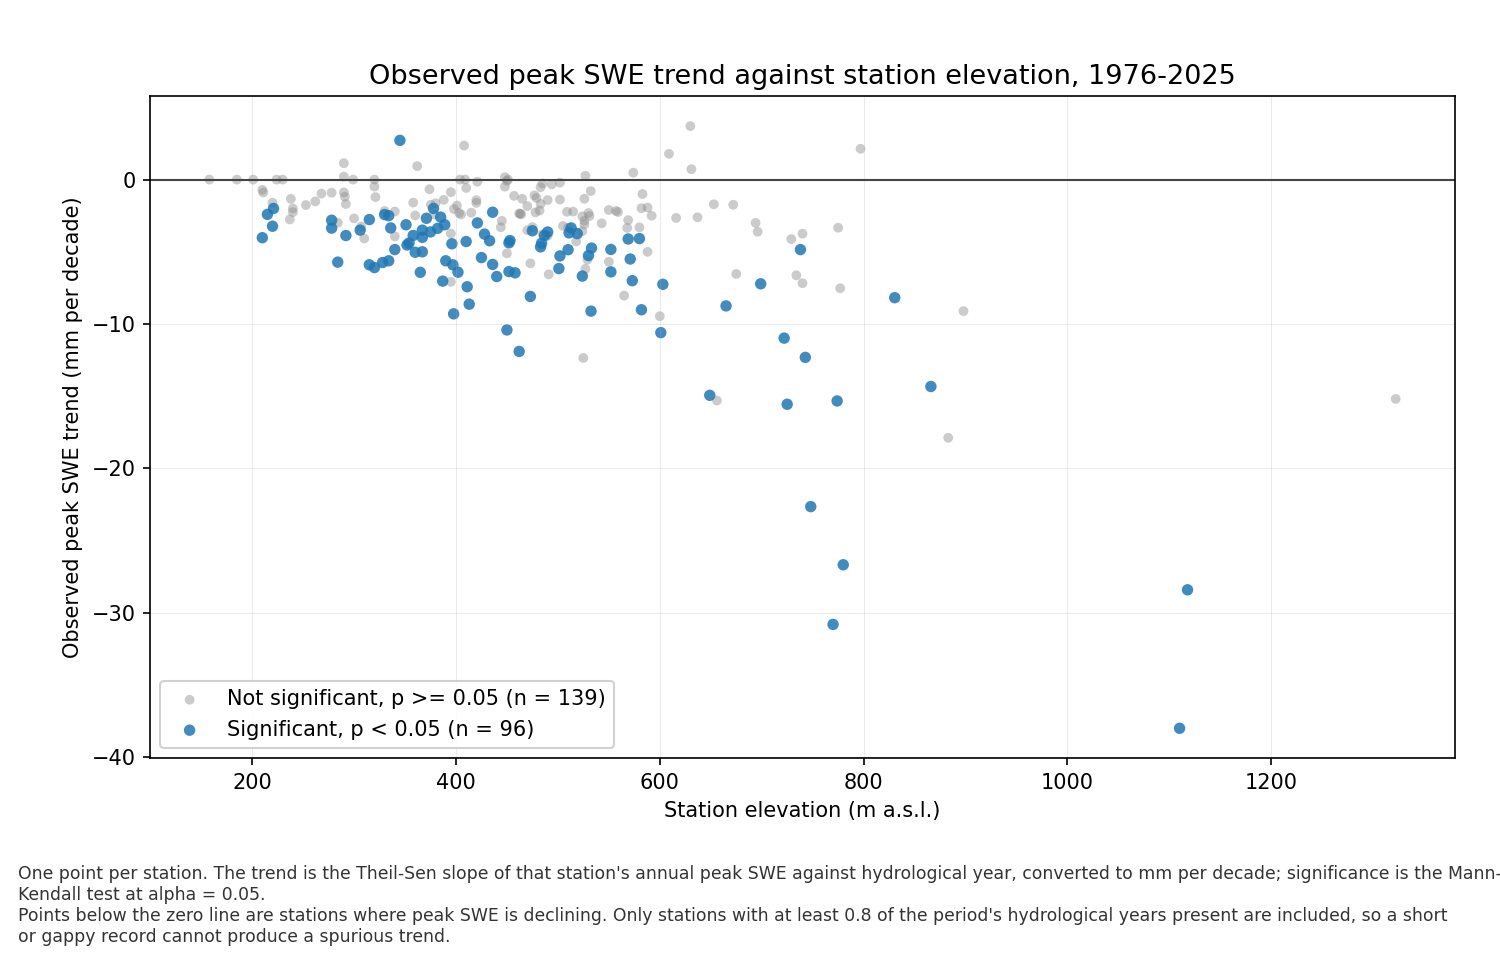 Observed peak SWE trend against station elevation, 1976-2025
Observed peak SWE trend (mm per decade)
0
−10
−20
−30
−40
Not significant, p >= 0.05 (n = 139)
Significant, p < 0.05 (n = 96)
200
400
600
800
1000
1200
Station elevation (m a.s.l.)
One point per station. The trend is the Theil-Sen slope of that station's annual peak SWE against hydrological year, converted to mm per decade; significance is the Mann-
Kendall test at alpha = 0.05.
Points below the zero line are stations where peak SWE is declining. Only stations with at least 0.8 of the period's hydrological years present are included, so a short
or gappy record cannot produce a spurious trend.